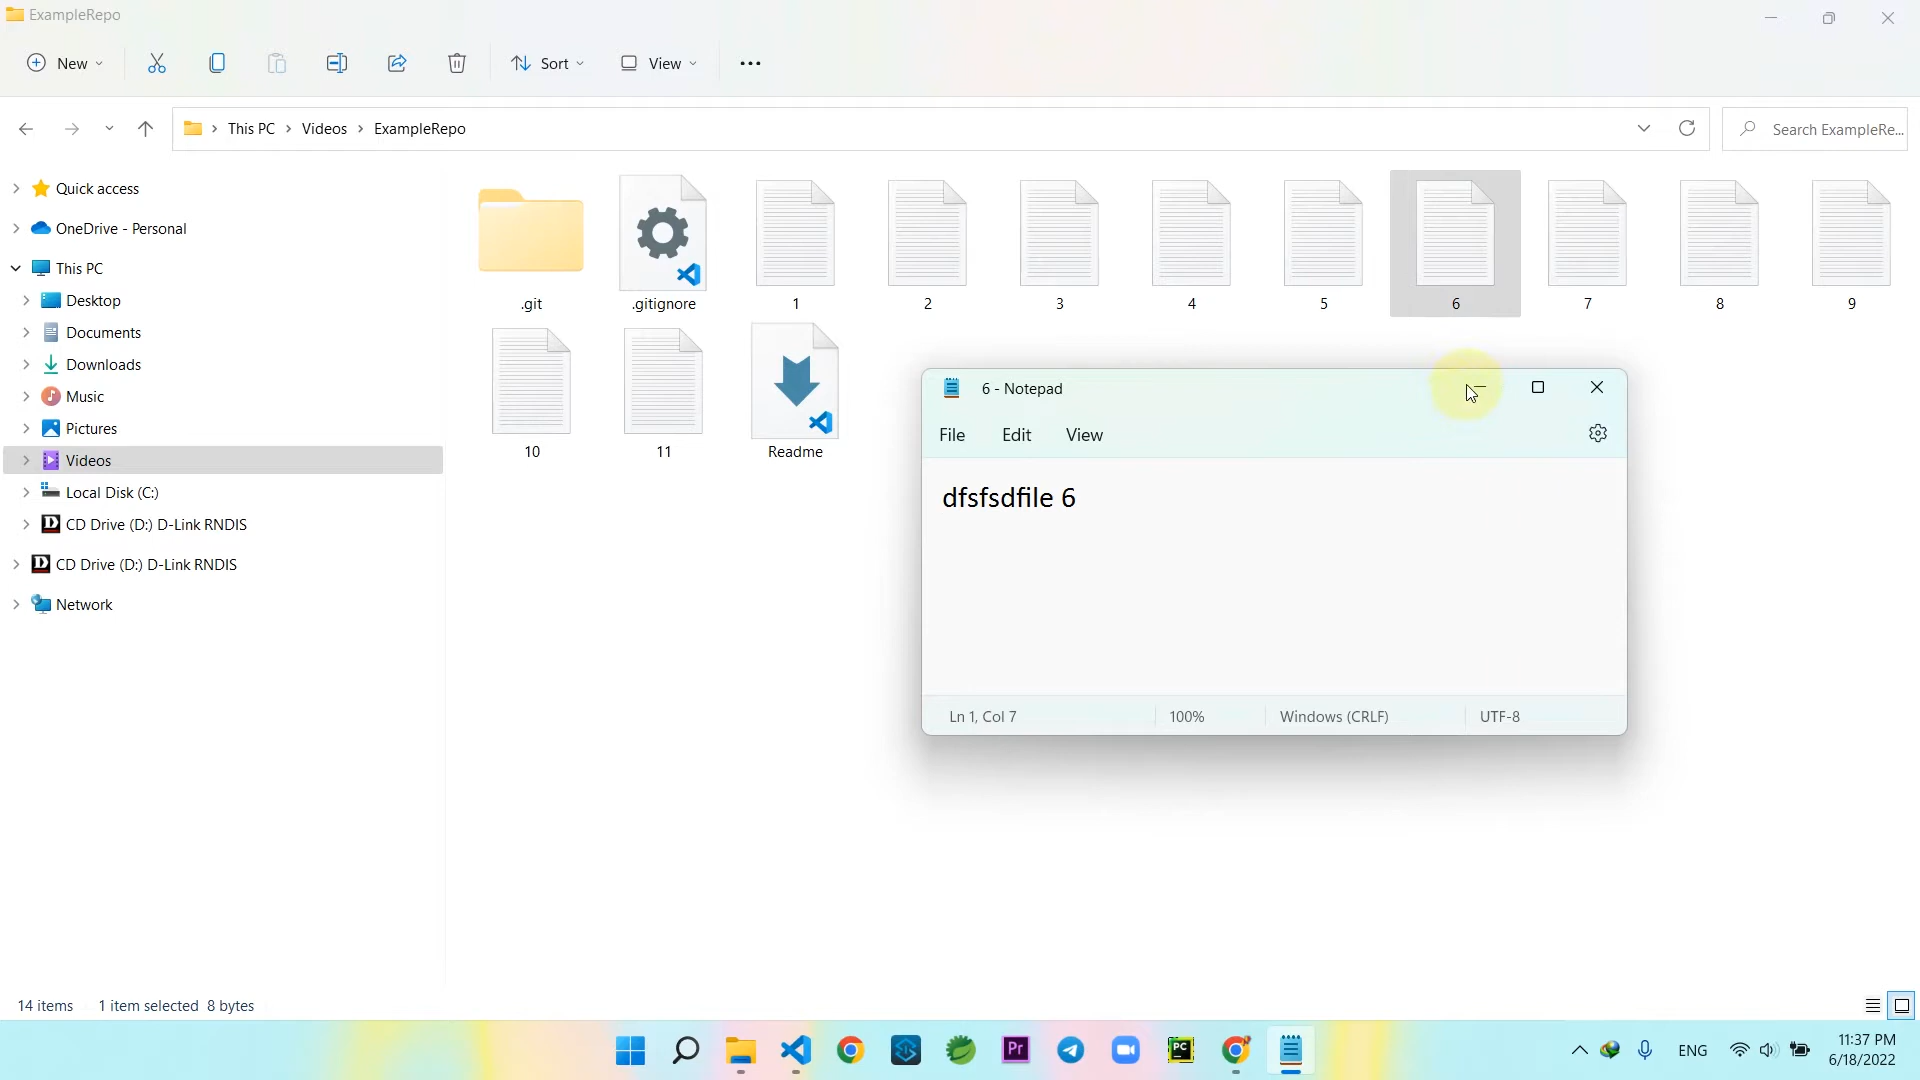 ExampleRepo
New
Sort
View
This PC
Videos
ExampleRepo
Search ExampleRe...
Quick access
OneDrive - Personal
This PC
Desktop
Documents
Downloads
Music
Pictures
Videos
Local Disk (C:)
CD Drive (D:) D-Link RNDIS
CD Drive (D:) D-Link RNDIS
Network
.git
.gitignore
1
2
3
4
5
6
7
8
9
10
11
Readme
6 - Notepad
File
Edit
View
dfsfsdfile 6
Ln 1, Col 7
100%
Windows (CRLF)
UTF-8
14 items
1 item selected 8 bytes
Pr
PC
ENG
11:37 PM
6/18/2022